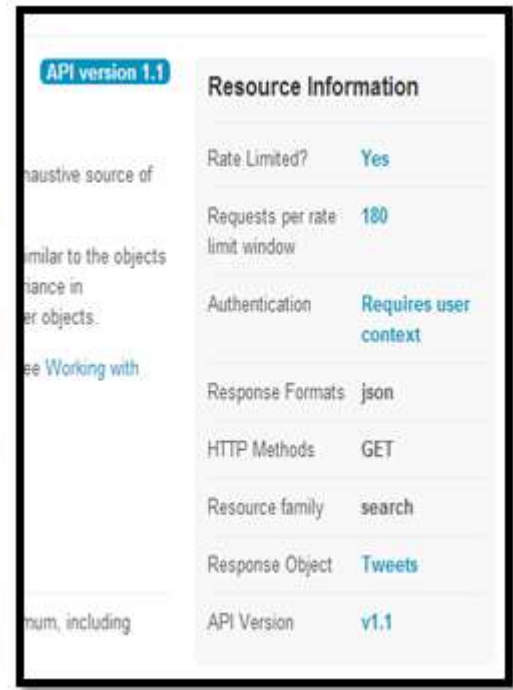 API version 1.1
haustive source of
milar to the objects
iance in
er objects.
ee Working with
mum, including
Resource Information
Rate Limited? Yes
Requests per rate 180
limit window
Authentication Requires user
context
Response Formats json
HTTP Methods GET
Resource family search
Response Object Tweets
API Version v1.1